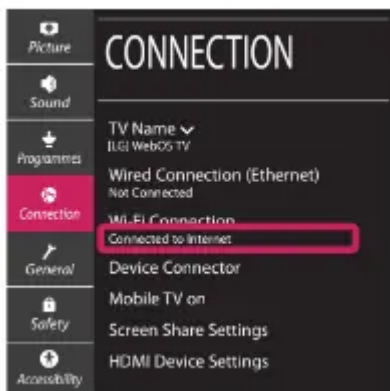 Picture
CONNECTION
Sound
TV Name
[LG] WebOS TV
Programmes
Wired Connection (Ethernet)
Not Connected
Connection
Wi-Fi Connection
Connected to Internet
General
Device Connector
Mobile TV on
Safety
Screen Share Settings
HDMI Device Settings
Accessibility